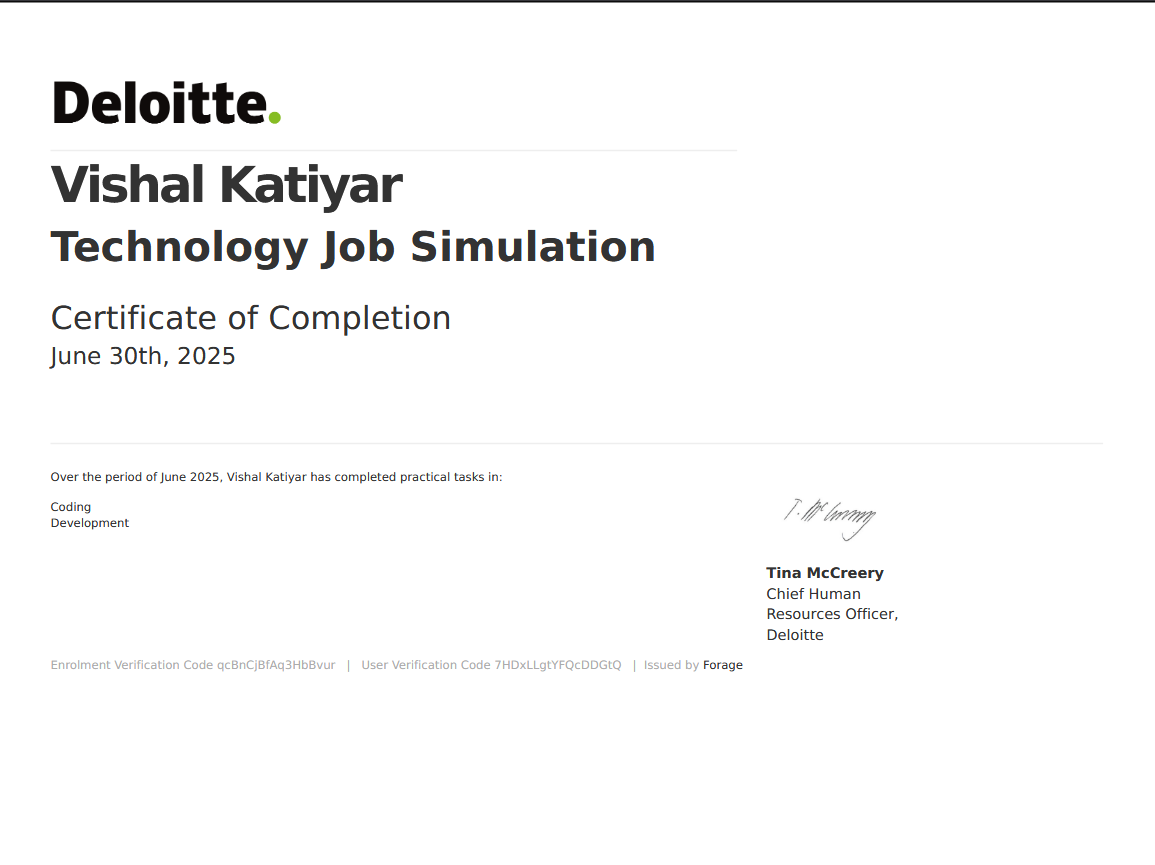 Deloitte.
Vishal Katiyar
Technology Job Simulation
Certificate of Completion
June 30th, 2025
Over the period of June 2025, Vishal Katiyar has completed practical tasks in:
Coding
Development
T. McCreery
Tina McCreery
Chief Human
Resources Officer,
Deloitte
Enrolment Verification Code qcBnCjBfAq3HbBvur | User Verification Code 7HDxLLgtYFQcDDGtQ | Issued by Forage